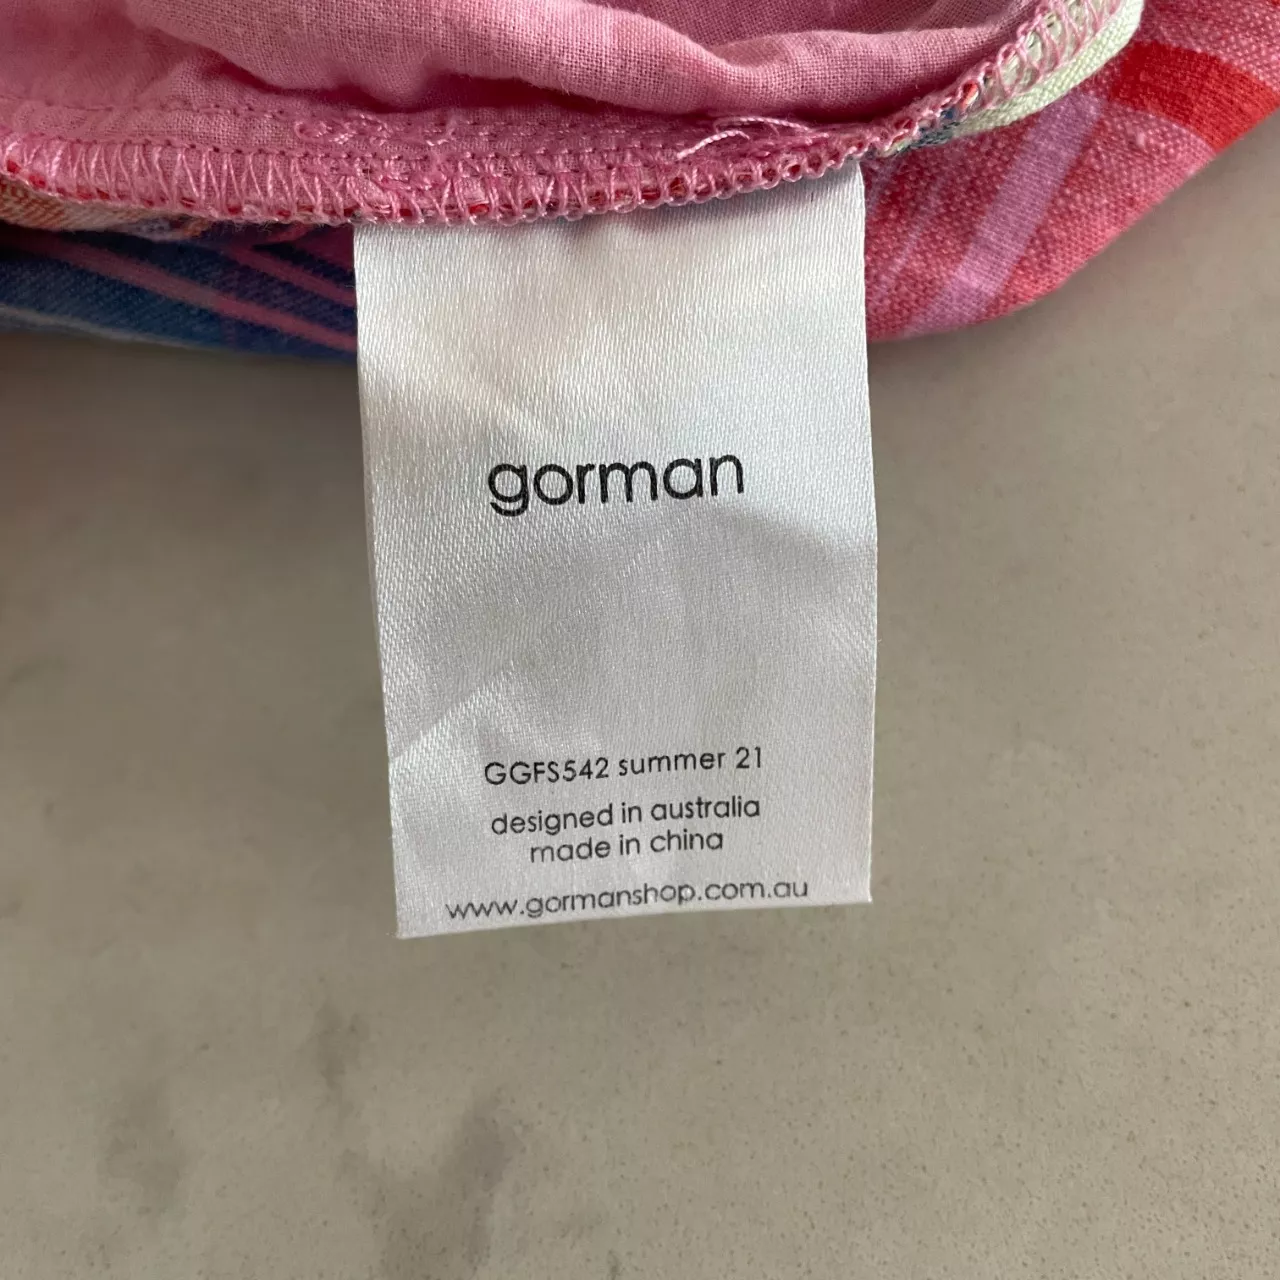 gorman
GGFS542 summer 21
designed in australia
made in china
www.gormanshop.com.au